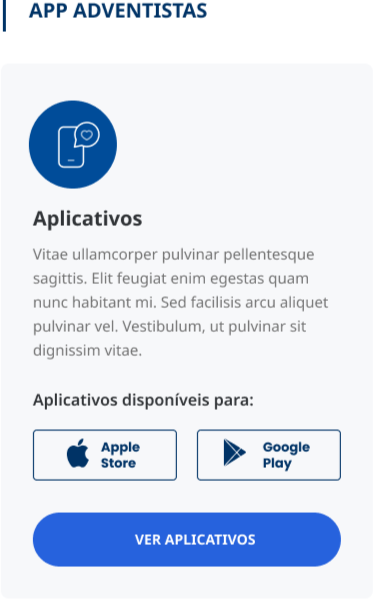 APP ADVENTISTAS
Aplicativos
Vitae ullamcorper pulvinar pellentesque
sagittis. Elit feugiat enim egestas quam
nunc habitant mi. Sed facilisis arcu aliquet
pulvinar vel. Vestibulum, ut pulvinar sit
dignissim vitae.
Aplicativos disponíveis para:
Apple
Store
Google
Play
VER APLICATIVOS